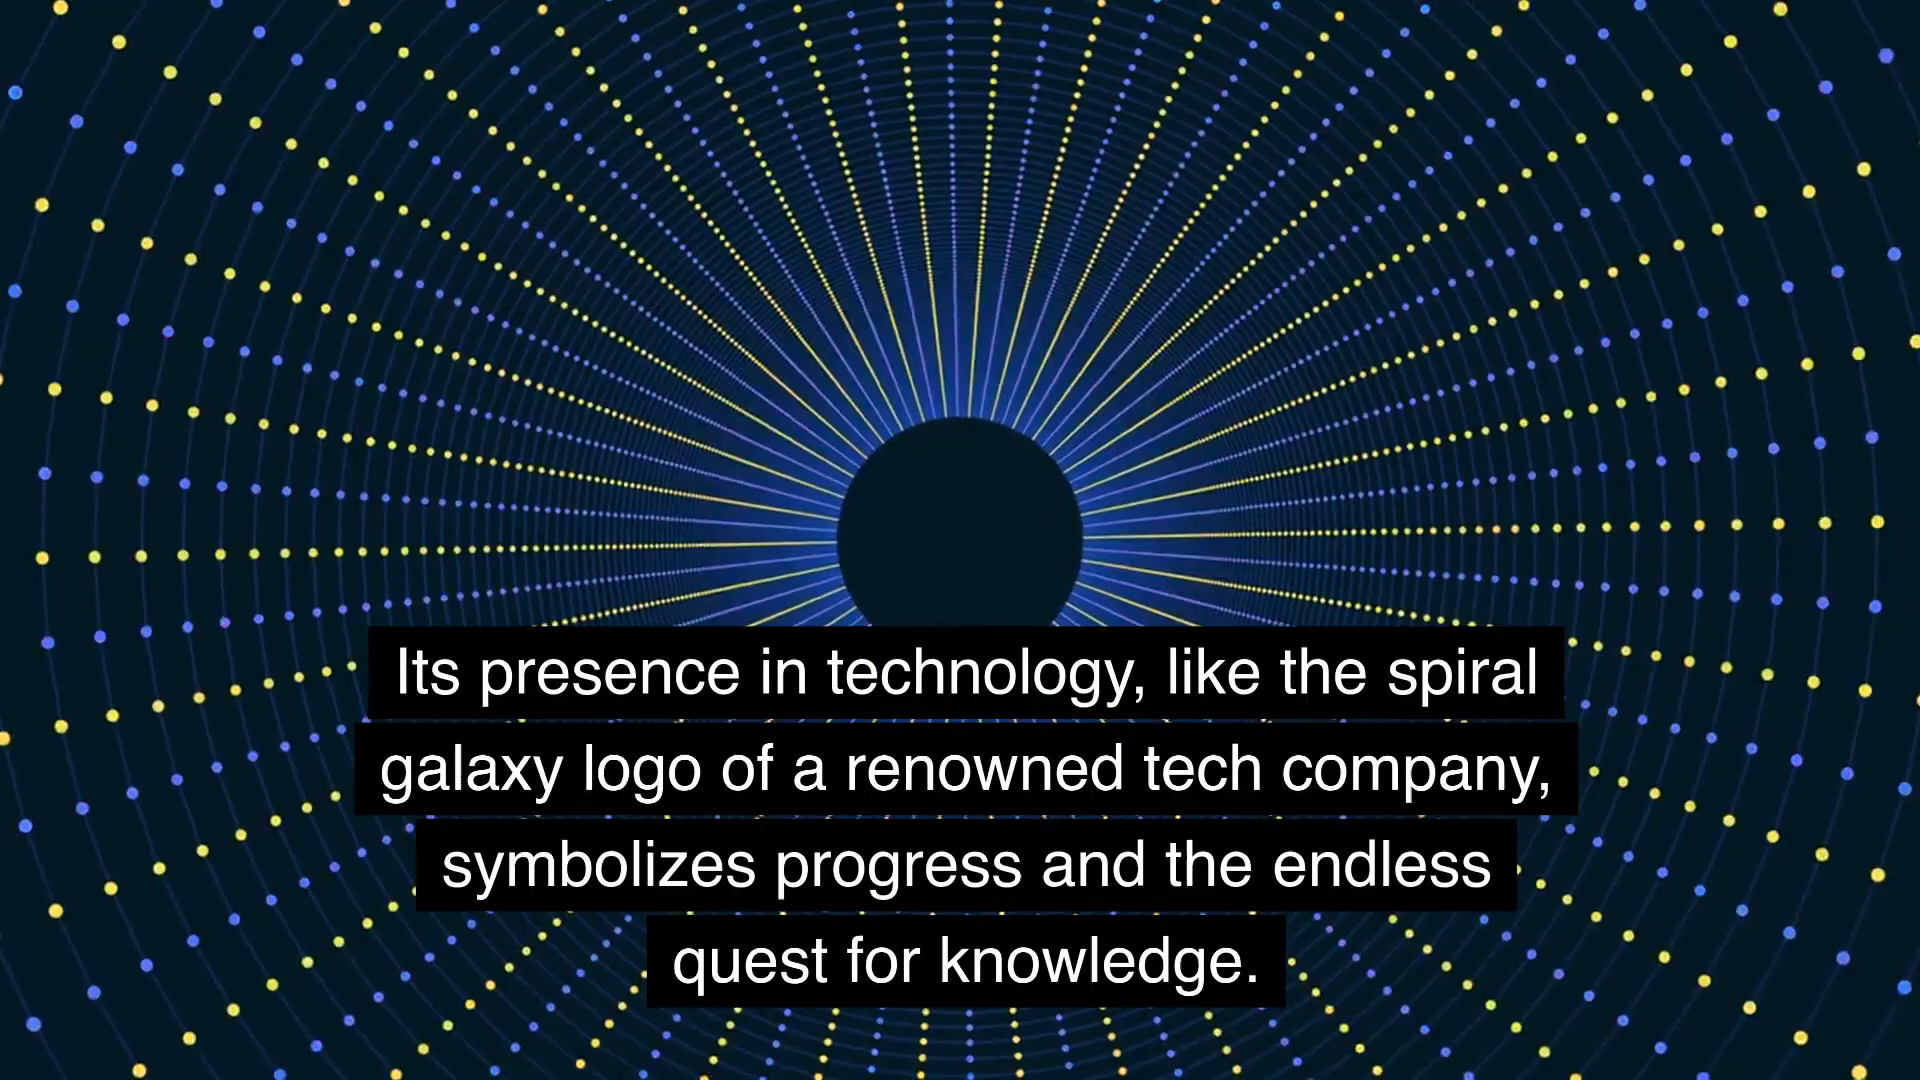 Its presence in technology, like the spiral
galaxy logo of a renowned tech company,
symbolizes progress and the endless
quest for knowledge.